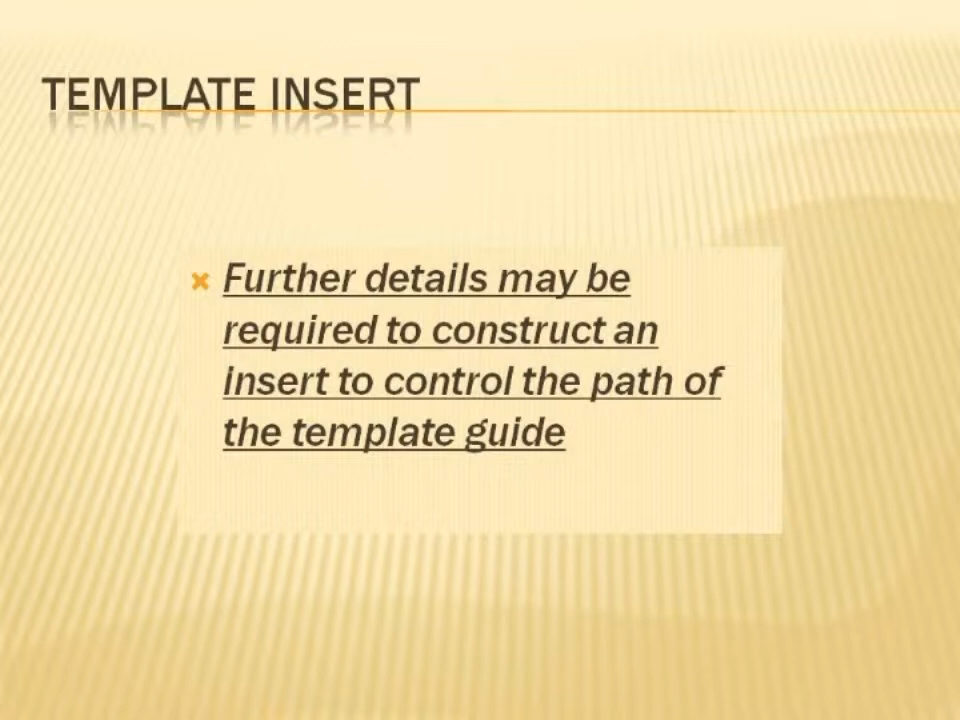 TEMPLATE INSERT
Further details may be
required to construct an
insert to control the path of
the template guide